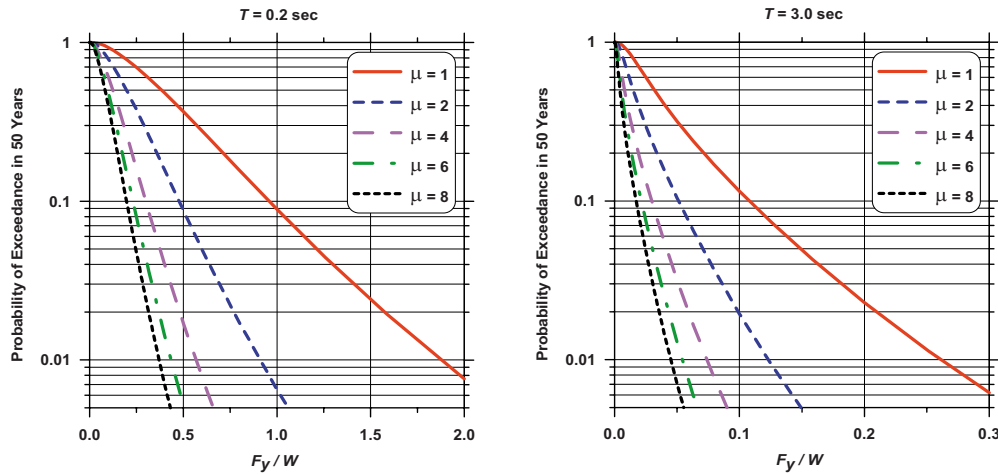 T = 0.2 sec
Probability of Exceedance in 50 Years
1
0.1
0.01
μ = 1
μ = 2
μ = 4
μ = 6
μ = 8
0.0 0.5 1.0 1.5 2.0
Fy / W
T = 3.0 sec
Probability of Exceedance in 50 Years
1
0.1
0.01
μ = 1
μ = 2
μ = 4
μ = 6
μ = 8
0.0 0.1 0.2 0.3
Fy / W